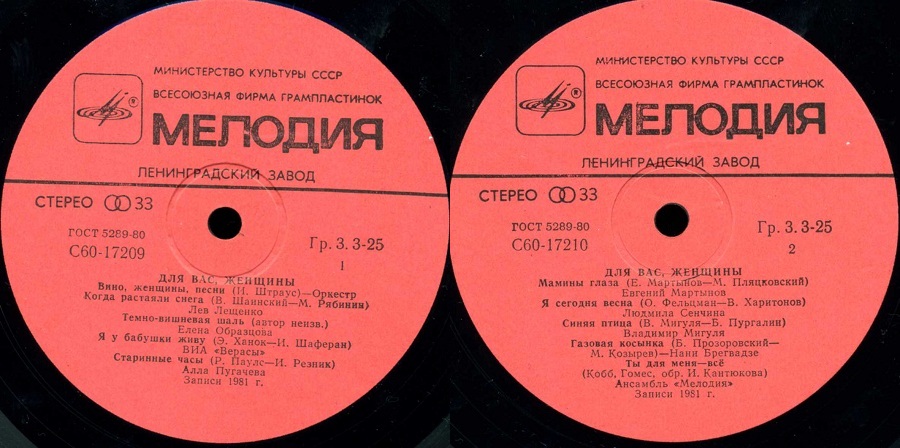 МИНИСТЕРСТВО КУЛЬТУРЫ СССР
ВСЕСОЮЗНАЯ ФИРМА ГРАМПЛАСТИНОК
МЕЛОДИЯ
®
ЛЕНИНГРАДСКИЙ ЗАВОД
СТЕРЕО 33
ГОСТ 5289-80
С60-17209
Гр. 3. 3-25
1
ДЛЯ ВАС, ЖЕНЩИНЫ
Вино, женщины, песни (И. Штраус)—Оркестр
Когда растаяли снега (В. Шаинский—М. Рябинин)
Лев Лещенко
Темно-вишневая шаль (автор неизв.)
Елена Образцова
Я у бабушки живу (Э. Ханок—И. Шаферан)
ВИА «Верасы»
Старинные часы (Р. Паулс—И. Резник)
Алла Пугачева
Записи 1981 г.
МИНИСТЕРСТВО КУЛЬТУРЫ СССР
ВСЕСОЮЗНАЯ ФИРМА ГРАМПЛАСТИНОК
МЕЛОДИЯ
®
ЛЕНИНГРАДСКИЙ ЗАВОД
СТЕРЕО 33
ГОСТ 5289-80
С60-17210
Гр. 3. 3-25
2
ДЛЯ ВАС, ЖЕНЩИНЫ
Мамины глаза (Е. Мартынов—М. Пляцковский)
Евгений Мартынов
Я сегодня весна (О. Фельцман—В. Харитонов)
Людмила Сенчина
Синяя птица (В. Мигуля—Б. Пургалин)
Владимир Мигуля
Газовая косынка (Б. Прозоровский—
М. Козырев)—Нани Брегвадзе
Ты для меня—всё
(Кобб, Гомес, обр. И. Кантюкова)
Ансамбль «Мелодия»
Записи 1981 г.